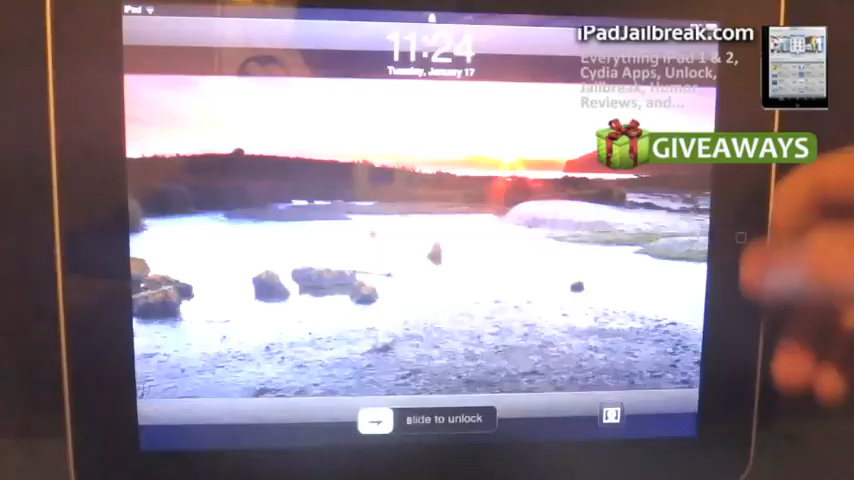 iPad
11:24
Tuesday, January 17
iPadJailbreak.com
Everything iPad 1 & 2,
Cydia Apps, Unlock,
Jailbreak, Humor
Reviews, and...
GIVEAWAYS
slide to unlock